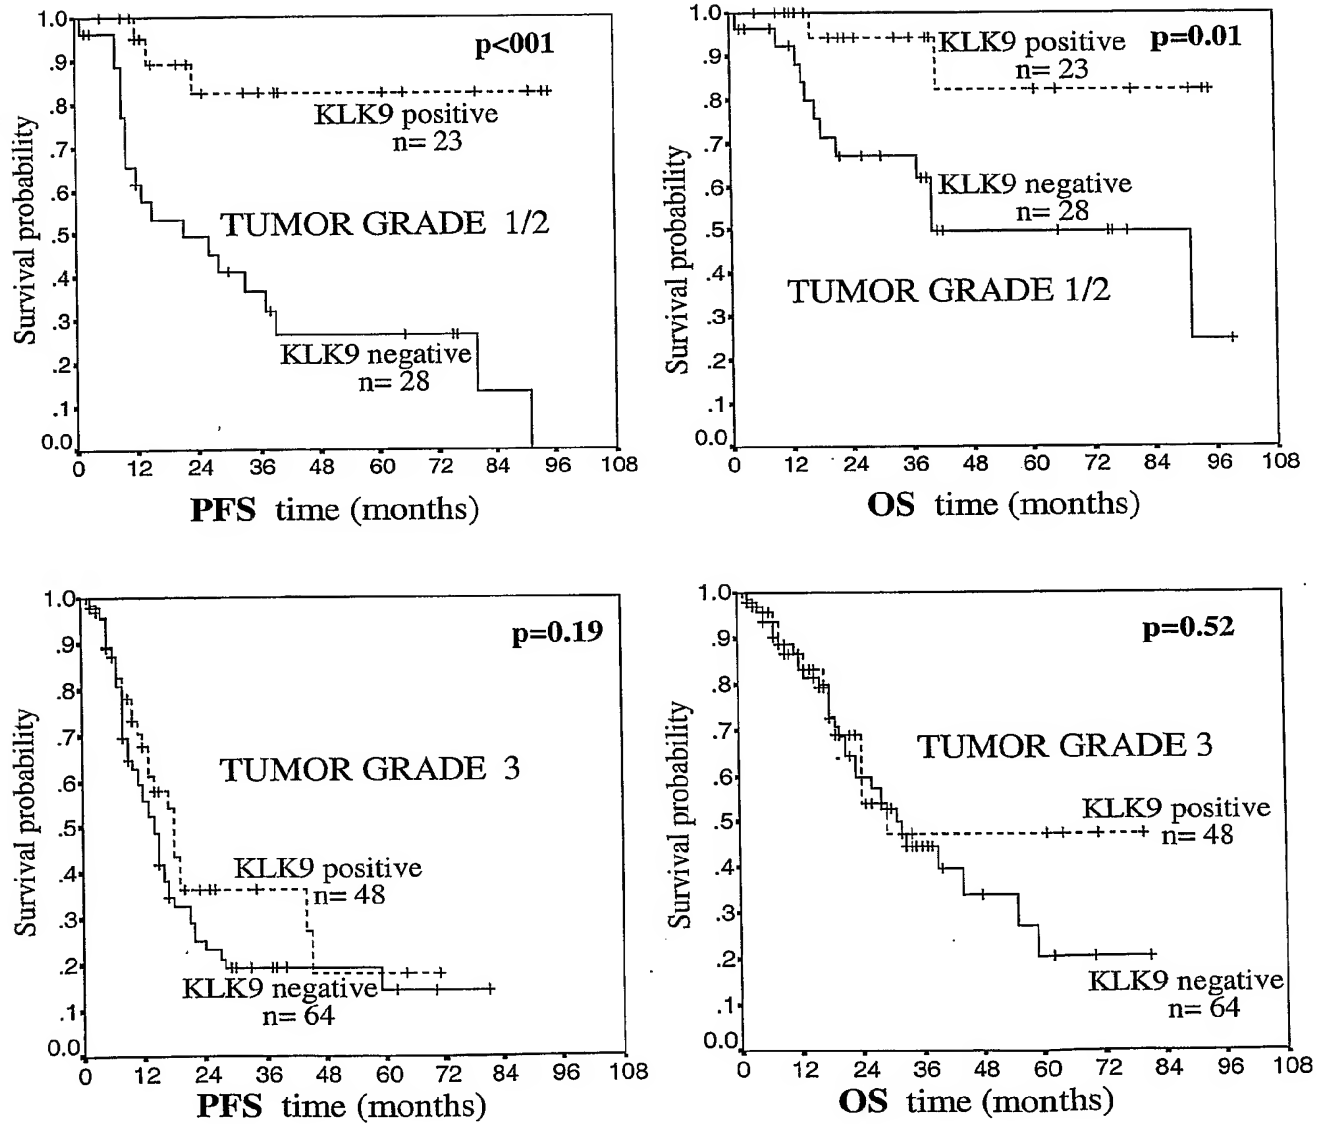 1.0
.9
.8
.7
.6
.5
.4
.3
.2
.1
0.0
Survival probability
p<001
KLK9 positive
n= 23
TUMOR GRADE 1/2
KLK9 negative
n= 28
0 12 24 36 48 60 72 84 96 108
PFS time (months)
1.0
.9
.8
.7
.6
.5
.4
.3
.2
.1
0.0
Survival probability
KLK9 positive p=0.01
n= 23
KLK9 negative
n= 28
TUMOR GRADE 1/2
0 12 24 36 48 60 72 84 96 108
OS time (months)
1.0
.9
.8
.7
.6
.5
.4
.3
.2
.1
0.0
Survival probability
p=0.19
TUMOR GRADE 3
KLK9 positive
n= 48
KLK9 negative
n= 64
0 12 24 36 48 60 72 84 96 108
PFS time (months)
1.0
.9
.8
.7
.6
.5
.4
.3
.2
.1
0.0
Survival probability
p=0.52
TUMOR GRADE 3
KLK9 positive
n= 48
KLK9 negative
n= 64
0 12 24 36 48 60 72 84 96 108
OS time (months)